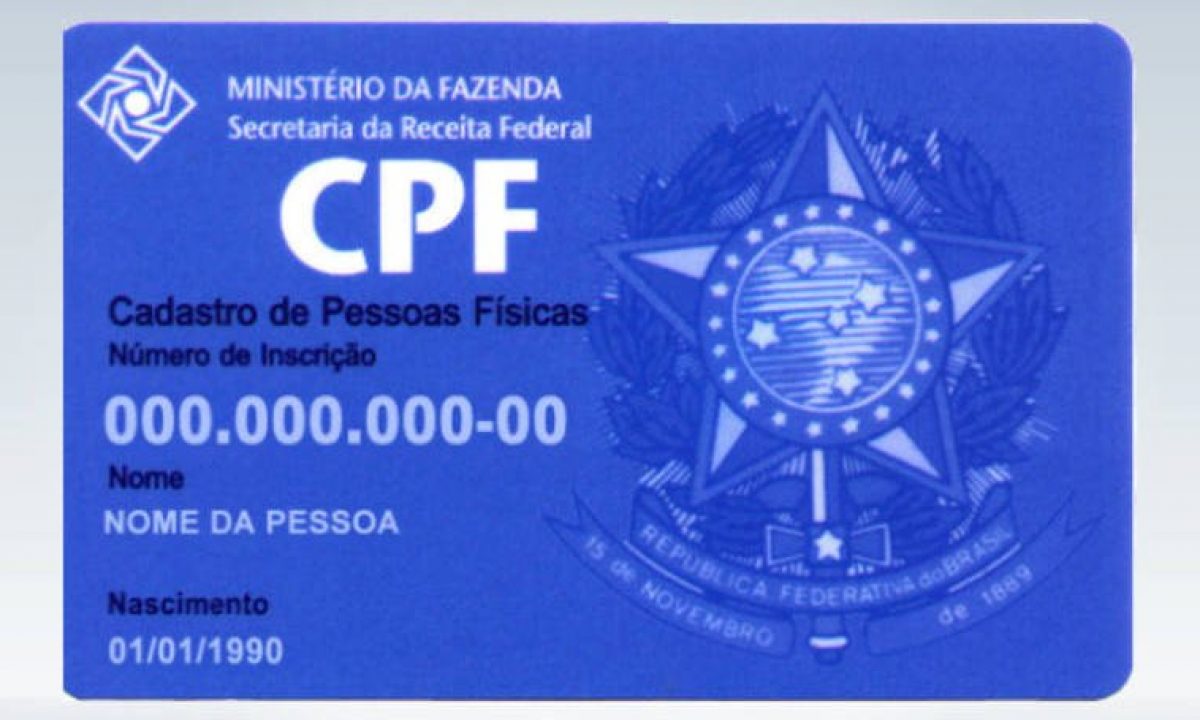 MINISTÉRIO DA FAZENDA
Secretaria da Receita Federal
CPF
Cadastro de Pessoas Físicas
Número de Inscrição
000.000.000-00
Nome
NOME DA PESSOA
Nascimento
01/01/1990
REPUBLICA FEDERATIVA do BRASIL
15 de NOVEMBRO
de 1889